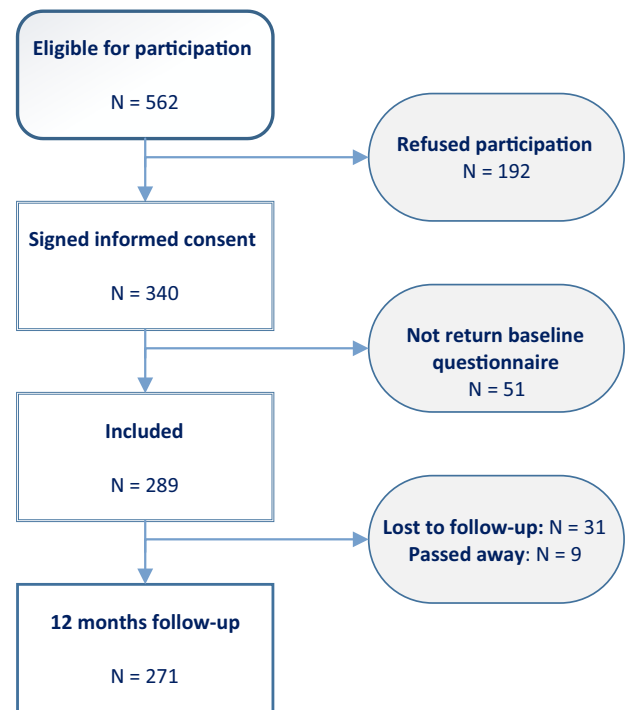 Eligible for participation
N = 562
Refused participation
N = 192
Signed informed consent
N = 340
Not return baseline
questionnaire
N = 51
Included
N = 289
Lost to follow-up: N = 31
Passed away: N = 9
12 months follow-up
N = 271